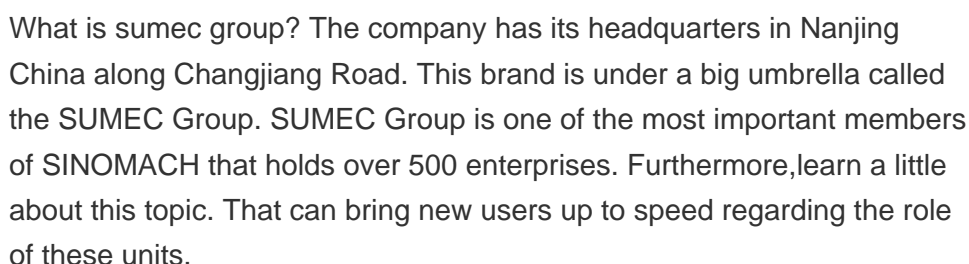 What is sumec group? The company has its headquarters in Nanjing
China along Changjiang Road. This brand is under a big umbrella called
the SUMEC Group. SUMEC Group is one of the most important members
of SINOMACH that holds over 500 enterprises. Furthermore,learn a little
about this topic. That can bring new users up to speed regarding the role
of these units.